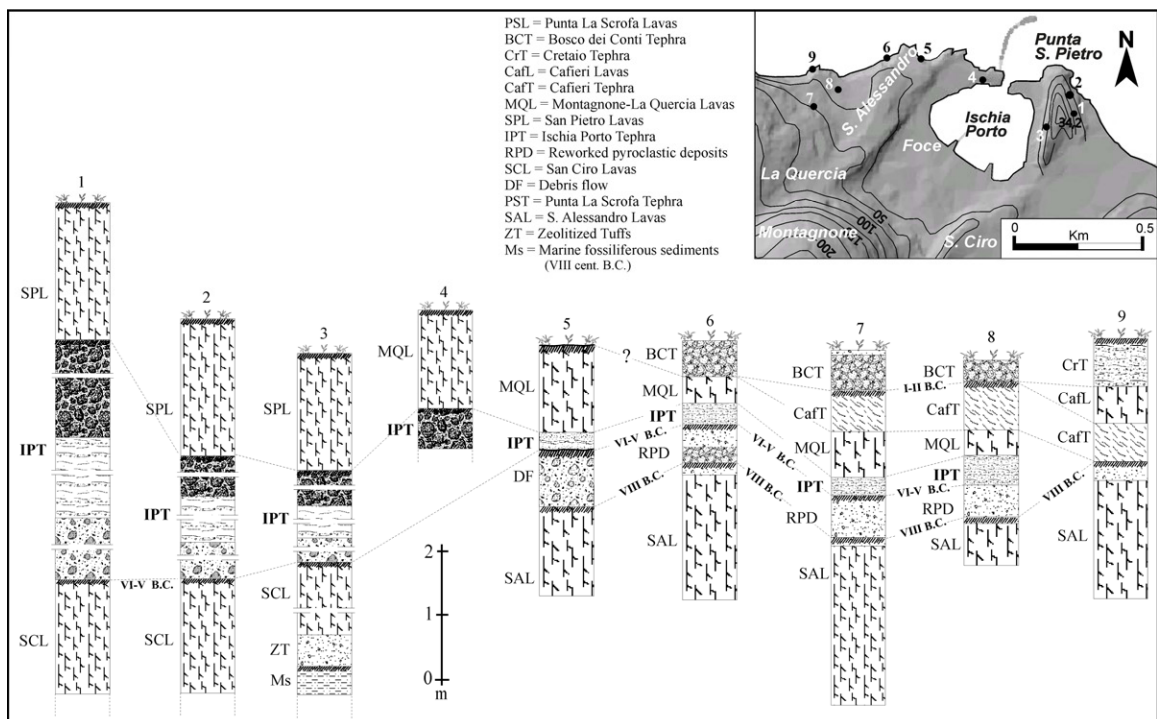 PSL = Punta La Scrofa Lavas
BCT = Bosco dei Conti Tephra
CrT = Cretaio Tephra
CafL = Cafieri Lavas
CafT = Cafieri Tephra
MQL = Montagnone-La Quercia Lavas
SPL = San Pietro Lavas
IPT = Ischia Porto Tephra
RPD = Reworked pyroclastic deposits
SCL = San Ciro Lavas
DF = Debris flow
PST = Punta La Scrofa Tephra
SAL = S. Alessandro Lavas
ZT = Zeolitized Tuffs
Ms = Marine fossiliferous sediments
(VIII cent. B.C.)
Punta
S. Pietro
N
9
6
5
8
7
4
2
1
3
34.2
S. Alessandro
Ischia
Porto
Foce
La Quercia
Montagnone
S. Ciro
50
100
200
0
Km
0.5
1
SPL
IPT
SCL
2
SPL
IPT
VI-V B.C.
SCL
3
SPL
IPT
SCL
ZT
Ms
4
MQL
IPT
2
1
0
m
5
MQL
IPT
DF
SAL
?
6
BCT
MQL
IPT
VI-V B.C.
RPD
VIII B.C.
SAL
7
BCT
CafT
MQL
VI-V B.C.
IPT
VIII B.C.
RPD
SAL
8
BCT
I-II B.C.
CafT
MQL
IPT
VI-V B.C.
RPD
VIII B.C.
SAL
9
CrT
CafL
CafT
VIII B.C.
SAL